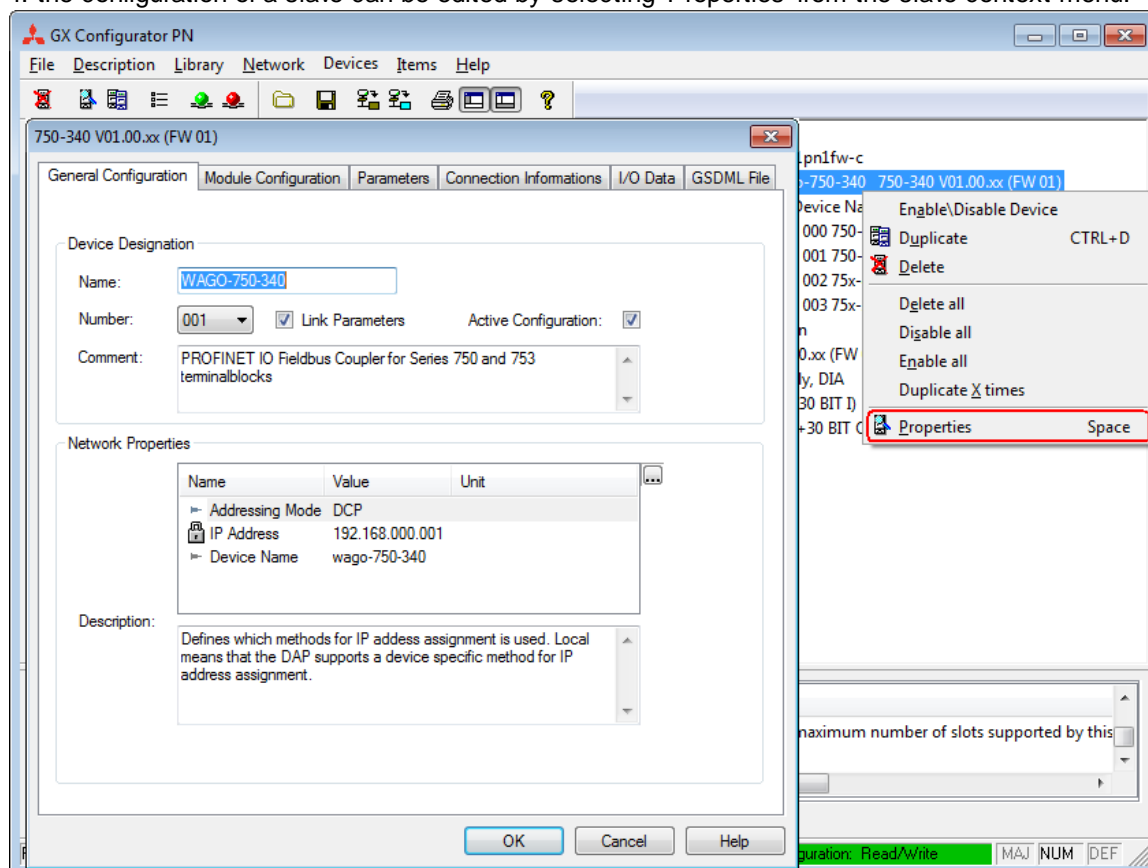 the configuration of a slave can be edited by selecting 'Properties' from the slave context menu.
GX Configurator PN
File Description Library Network Devices Items Help
750-340 V01.00.xx (FW 01)
General Configuration Module Configuration Parameters Connection Informations I/O Data GSDML File
Device Designation
Name: WAGO-750-340
Number: 001 Link Parameters Active Configuration:
Comment: PROFINET IO Fieldbus Coupler for Series 750 and 753
terminalblocks
Network Properties
Name Value Unit
...
Addressing Mode DCP
IP Address 192.168.000.001
Device Name wago-750-340
Description:
Defines which methods for IP addess assignment is used. Local
means that the DAP supports a device specific method for IP
address assignment.
OK Cancel Help
1pn1fw-c
-750-340 750-340 V01.00.xx (FW 01)
Device Na
000 750-
001 750-
002 75x-
003 75x-
n
0.xx (FW
ly, DIA
30 BIT I)
+30 BIT
Enable\Disable Device
Duplicate CTRL+D
Delete
Delete all
Disable all
Enable all
Duplicate X times
Properties Space
maximum number of slots supported by this
guration: Read/Write MAJ NUM DEF